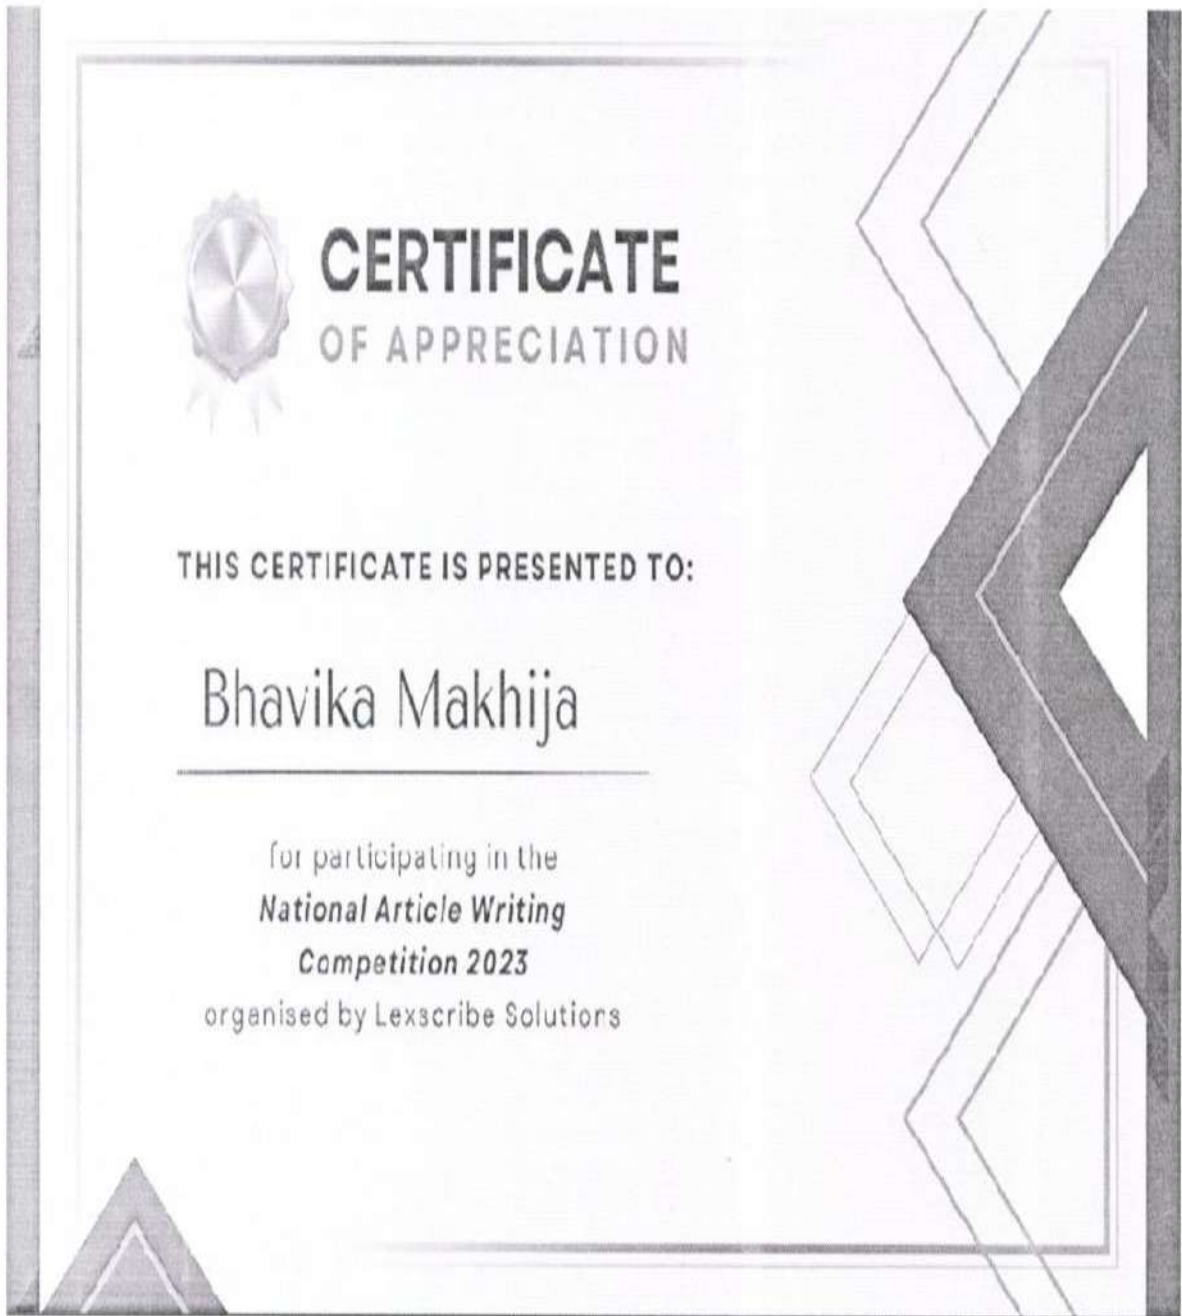 CERTIFICATE
OF APPRECIATION
THIS CERTIFICATE IS PRESENTED TO:
Bhavika Makhija
for participating in the
National Article Writing
Competition 2023
organised by Lexscribe Solutions